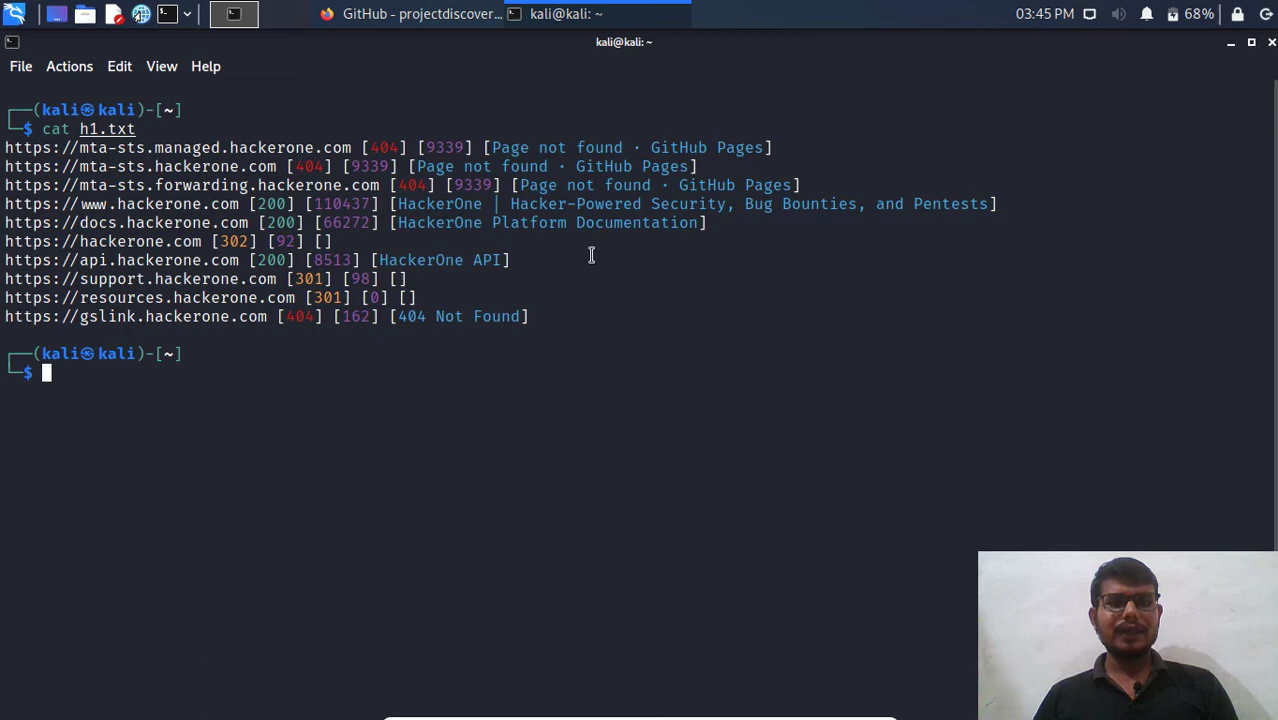 GitHub - projectdiscover…
kali@kali: ~
03:45 PM
68%
kali@kali: ~
File Actions Edit View Help
┌──(kali㉿kali)-[~]
└─$ cat h1.txt
https://mta-sts.managed.hackerone.com [404] [9339] [Page not found · GitHub Pages]
https://mta-sts.hackerone.com [404] [9339] [Page not found · GitHub Pages]
https://mta-sts.forwarding.hackerone.com [404] [9339] [Page not found · GitHub Pages]
https://www.hackerone.com [200] [110437] [HackerOne | Hacker-Powered Security, Bug Bounties, and Pentests]
https://docs.hackerone.com [200] [66272] [HackerOne Platform Documentation]
https://hackerone.com [302] [92] []
https://api.hackerone.com [200] [8513] [HackerOne API]
https://support.hackerone.com [301] [98] []
https://resources.hackerone.com [301] [0] []
https://gslink.hackerone.com [404] [162] [404 Not Found]
┌──(kali㉿kali)-[~]
└─$